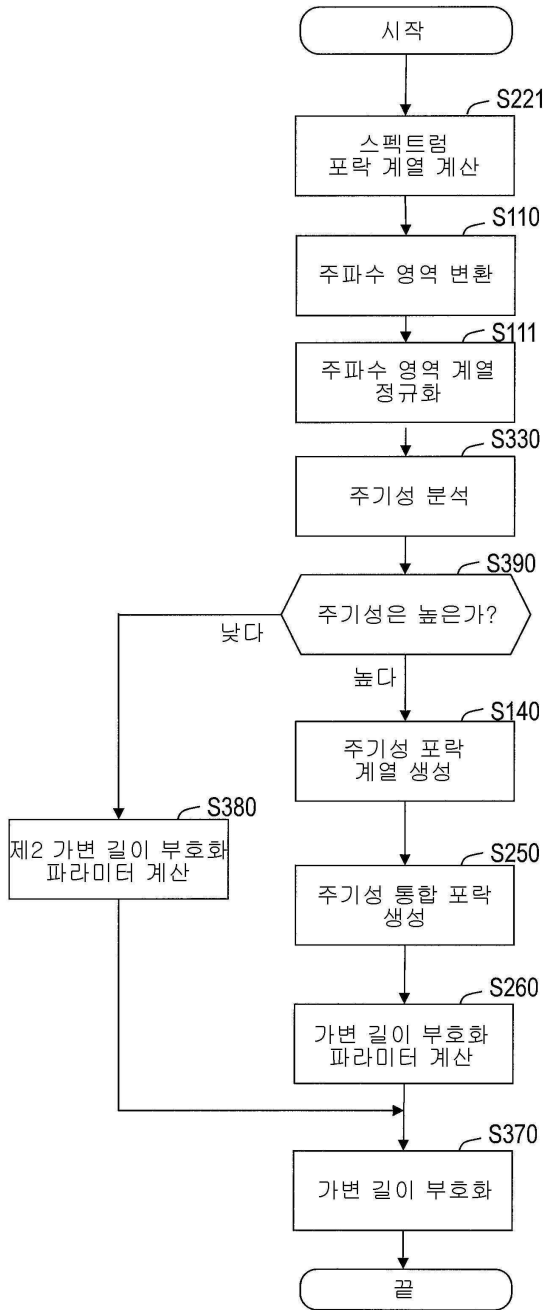 시작
S221
스펙트럼
포락 계열 계산
S110
주파수 영역 변환
S111
주파수 영역 계열
정규화
S330
주기성 분석
S390
주기성은 높은가?
낮다
높다
S140
주기성 포락
계열 생성
S380
제2 가변 길이 부호화
파라미터 계산
S250
주기성 통합 포락
생성
S260
가변 길이 부호화
파라미터 계산
S370
가변 길이 부호화
끝